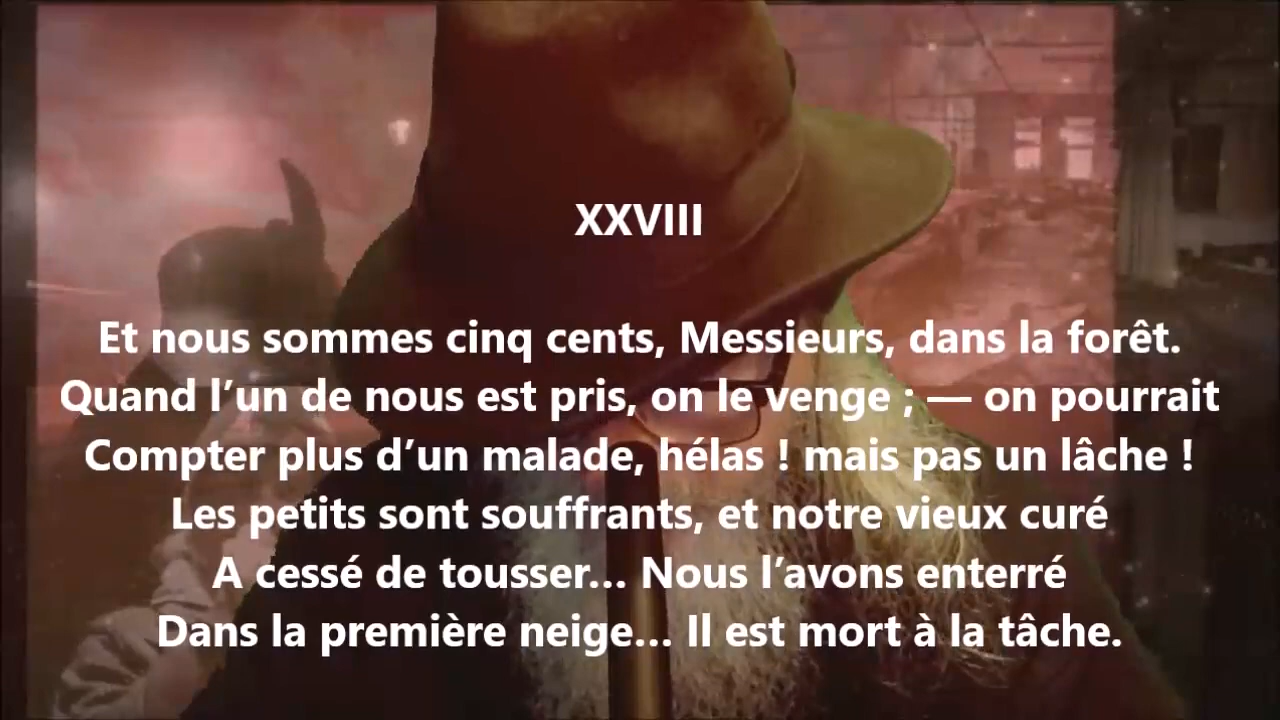 XXVIII
Et nous sommes cinq cents, Messieurs, dans la forêt.
Quand l’un de nous est pris, on le venge ; — on pourrait
Compter plus d’un malade, hélas ! mais pas un lâche !
Les petits sont souffrants, et notre vieux curé
A cessé de tousser... Nous l’avons enterré
Dans la première neige... Il est mort à la tâche.